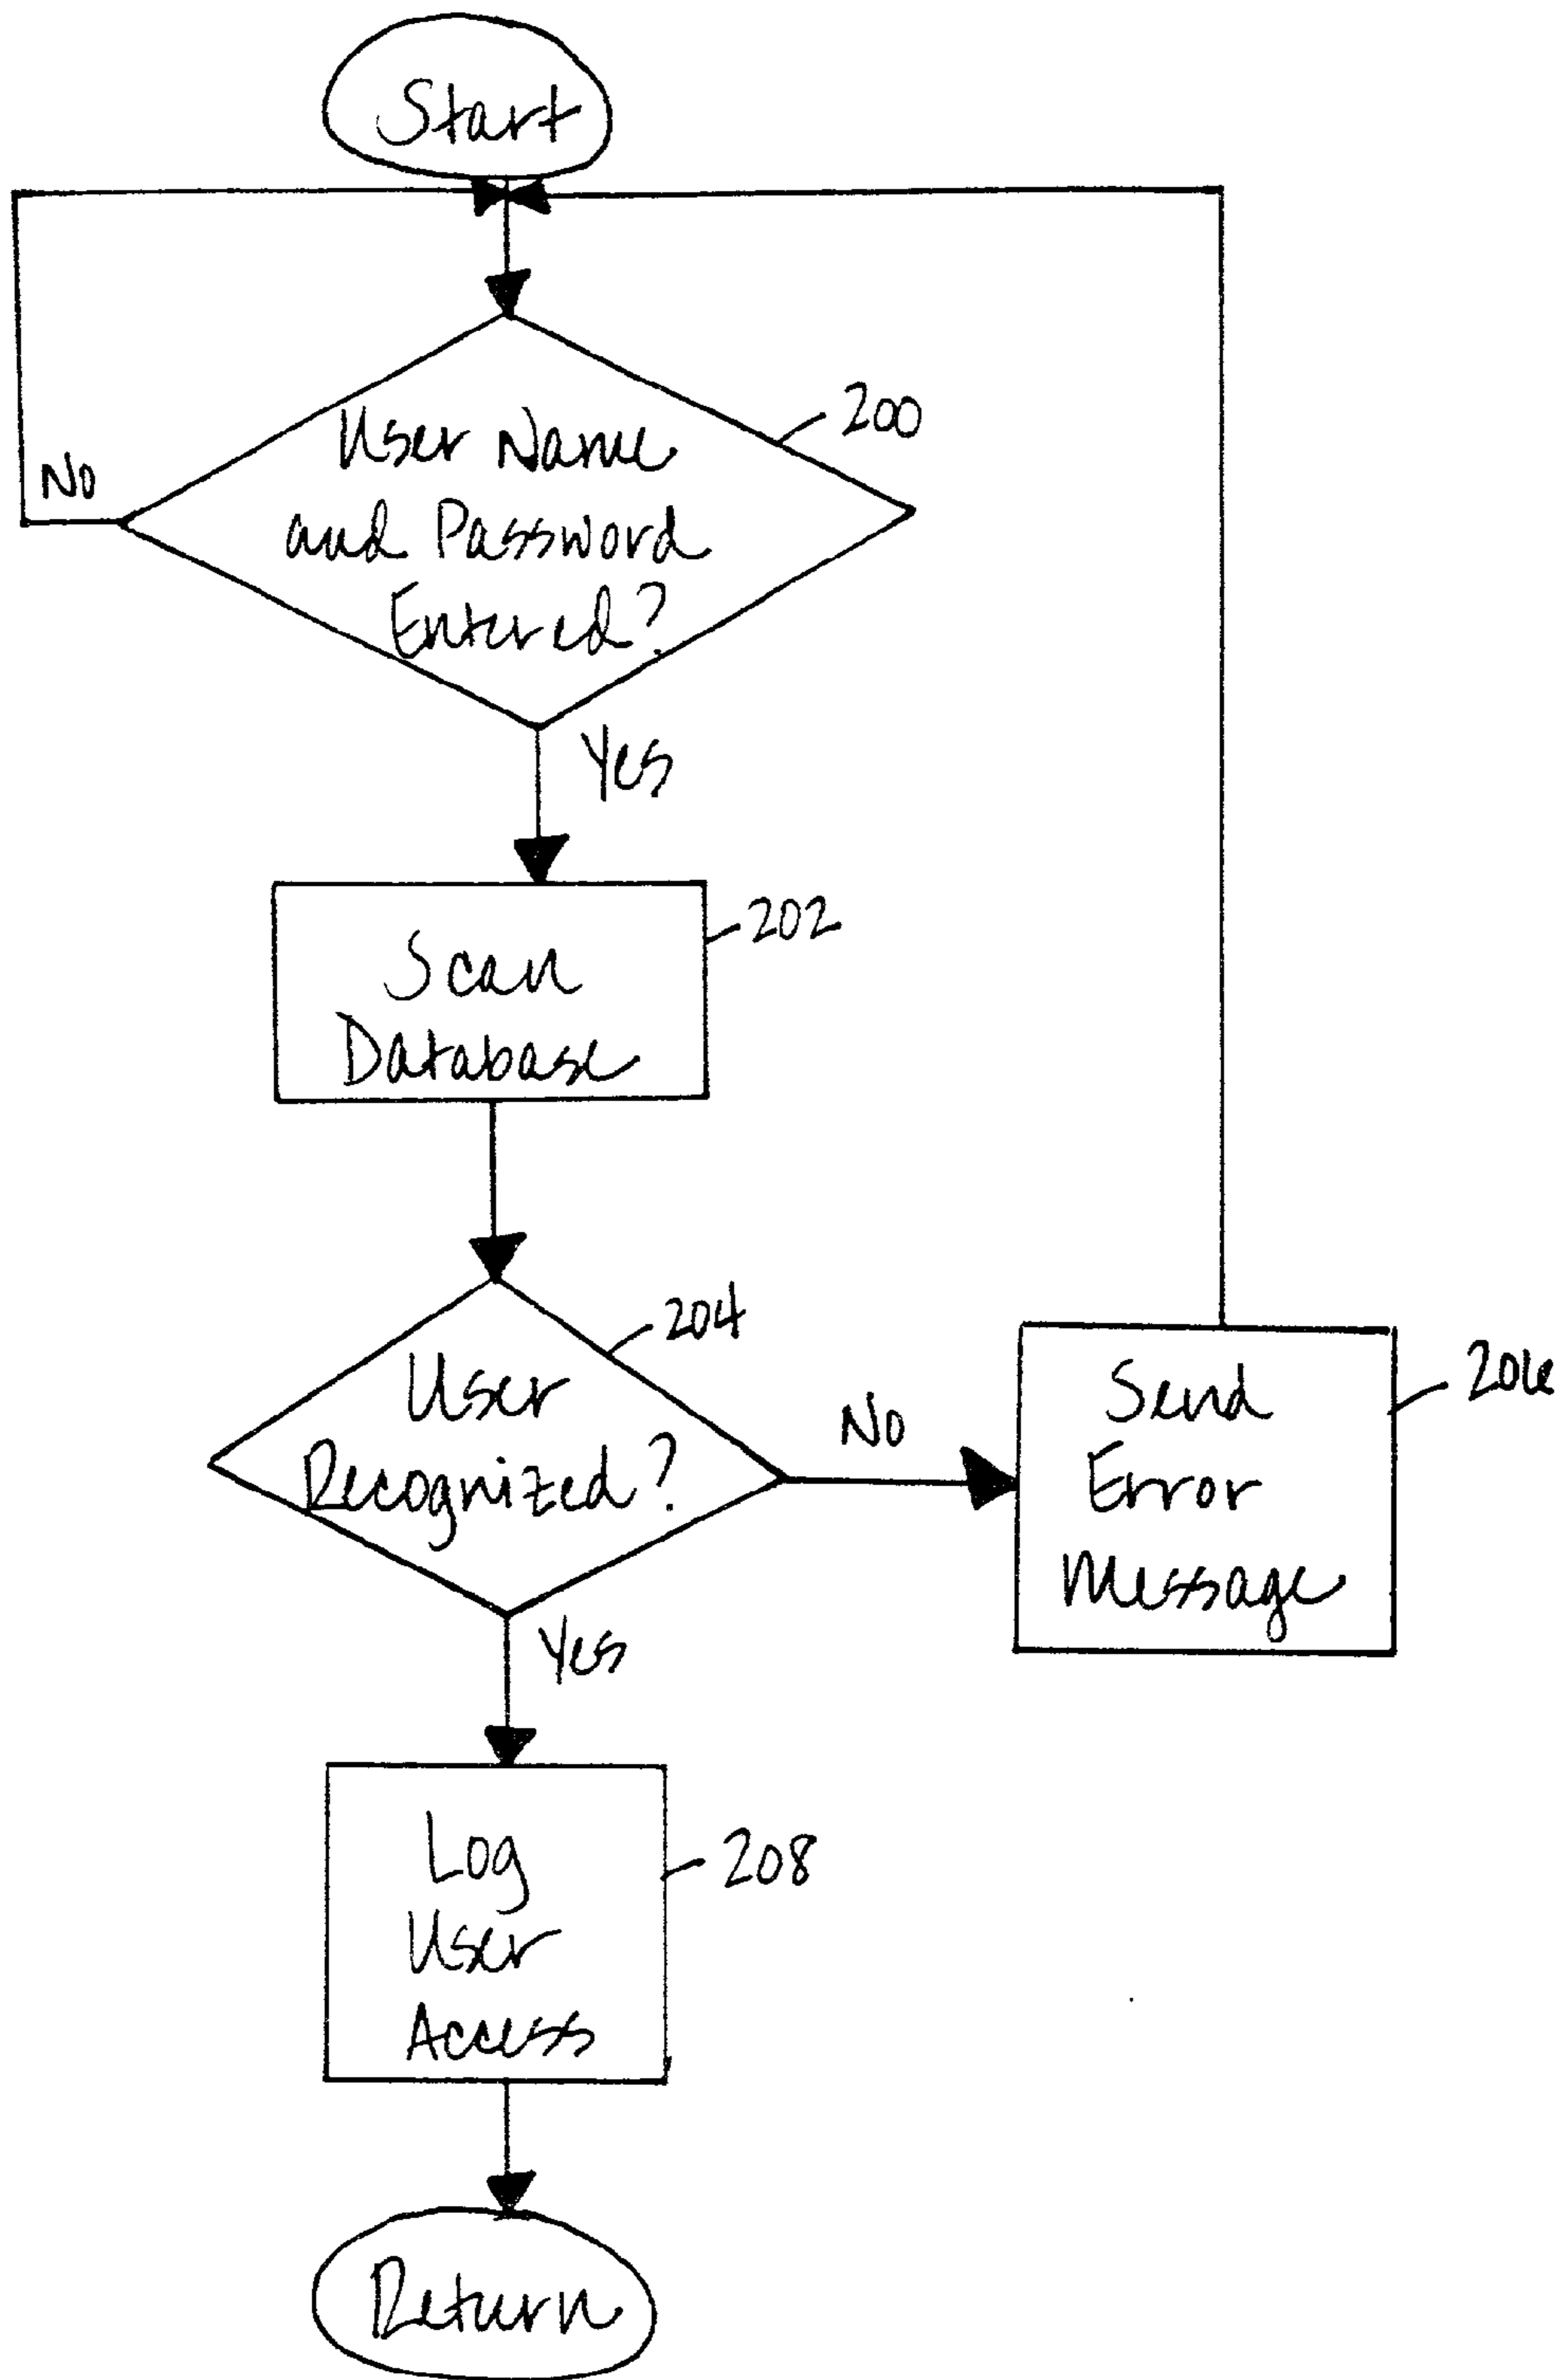 Start
200
User Name
No
and Password
Entered?
Yes
202
Scan
Database
204
User
Recognized?
No
Send
Error
Message
206
Yes
Log
User
Access
208
Return